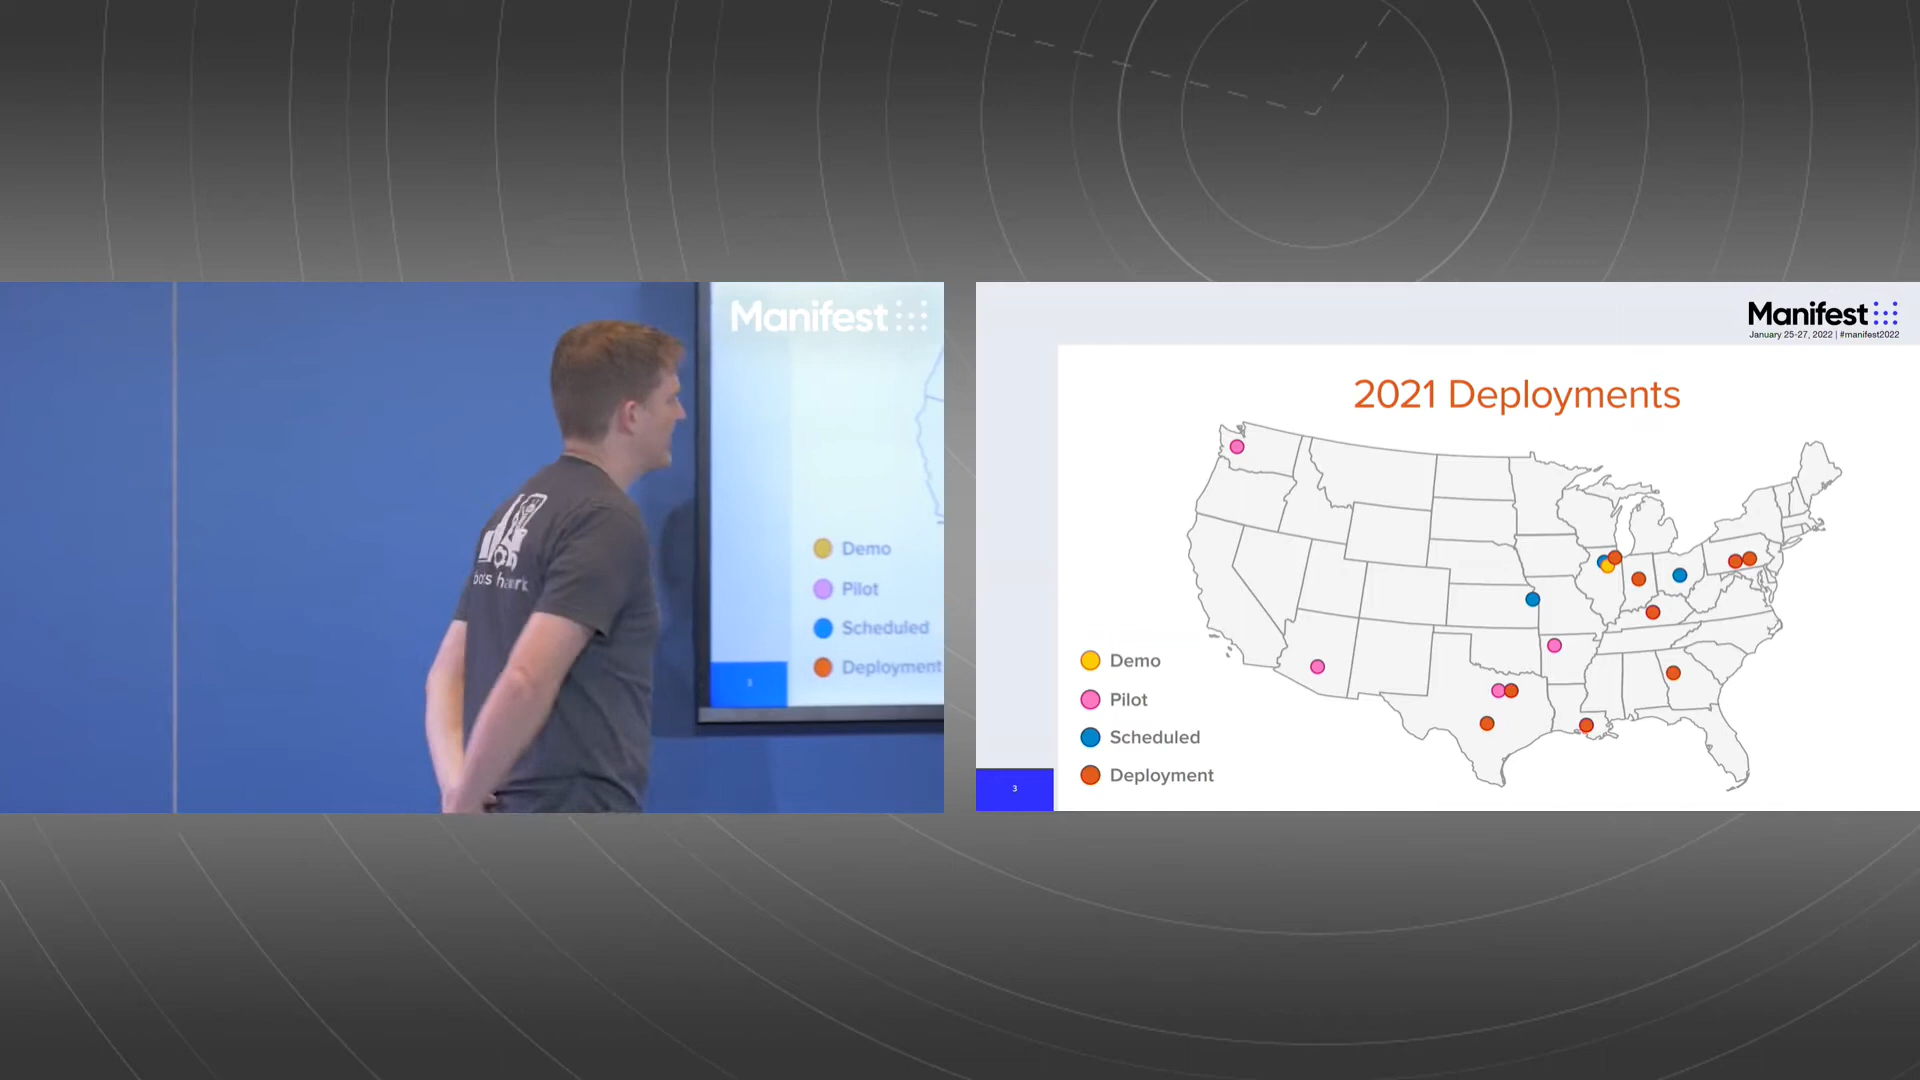 Manifest
Demo
Pilot
Scheduled
Deployment
3
Manifest
January 25-27, 2022 | #manifest2022
2021 Deployments
Demo
Pilot
Scheduled
Deployment
3